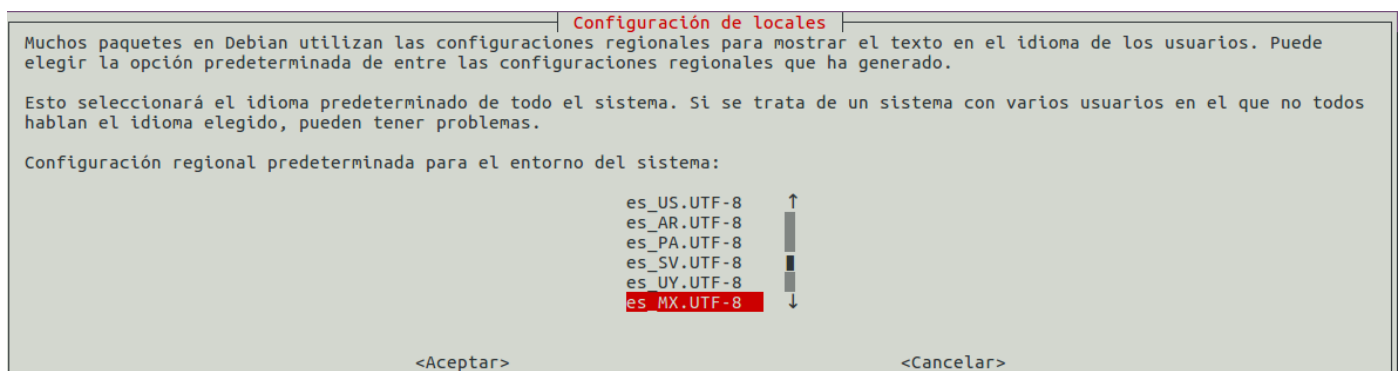 Configuración de locales
Muchos paquetes en Debian utilizan las configuraciones regionales para mostrar el texto en el idioma de los usuarios. Puede
elegir la opción predeterminada de entre las configuraciones regionales que ha generado.
Esto seleccionará el idioma predeterminado de todo el sistema. Si se trata de un sistema con varios usuarios en el que no todos
hablan el idioma elegido, pueden tener problemas.
Configuración regional predeterminada para el entorno del sistema:
es_US.UTF-8
es_AR.UTF-8
es_PA.UTF-8
es_SV.UTF-8
es_UY.UTF-8
es_MX.UTF-8
<Aceptar> <Cancelar>